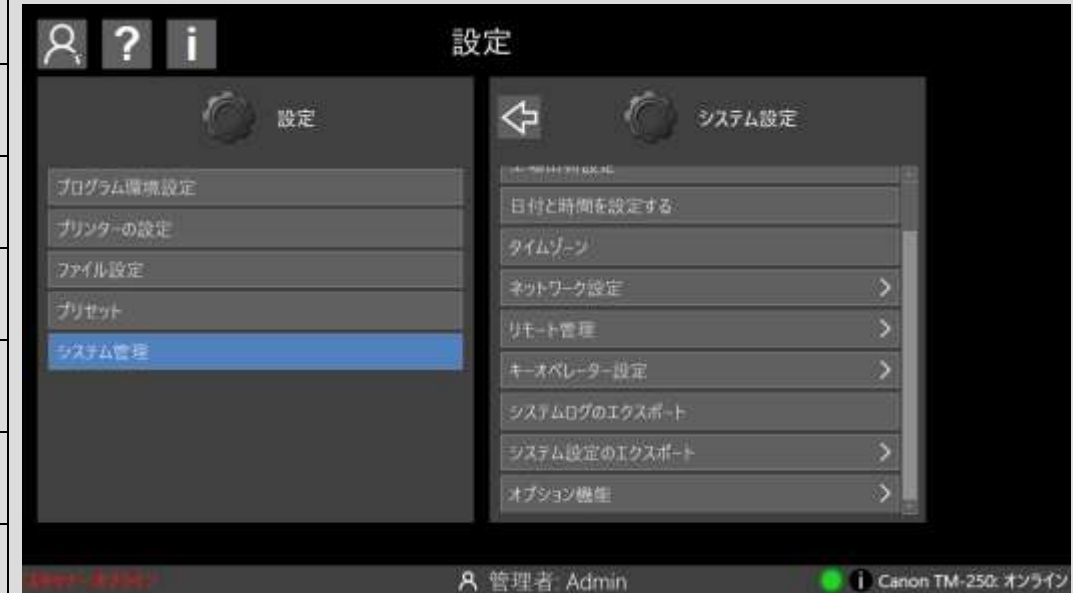 設定
設定
プログラム環境設定
プリンターの設定
ファイル設定
プリセット
システム管理
システム設定
日付と時間を設定する
タイムゾーン
ネットワーク設定
リモート管理
キーオペレーター設定
システムログのエクスポート
システム設定のエクスポート
オプション機能
管理者: Admin
Canon TM-250: オンライン